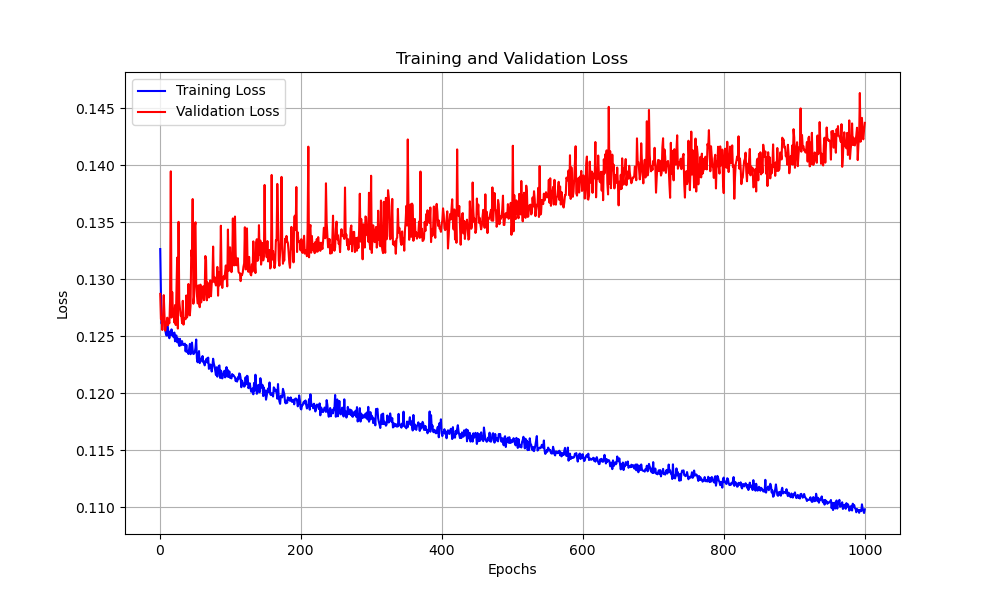 Training and Validation Loss
Training Loss
Validation Loss
0.145
0.140
0.135
0.130
0.125
0.120
0.115
0.110
Loss
0 200 400 600 800 1000
Epochs